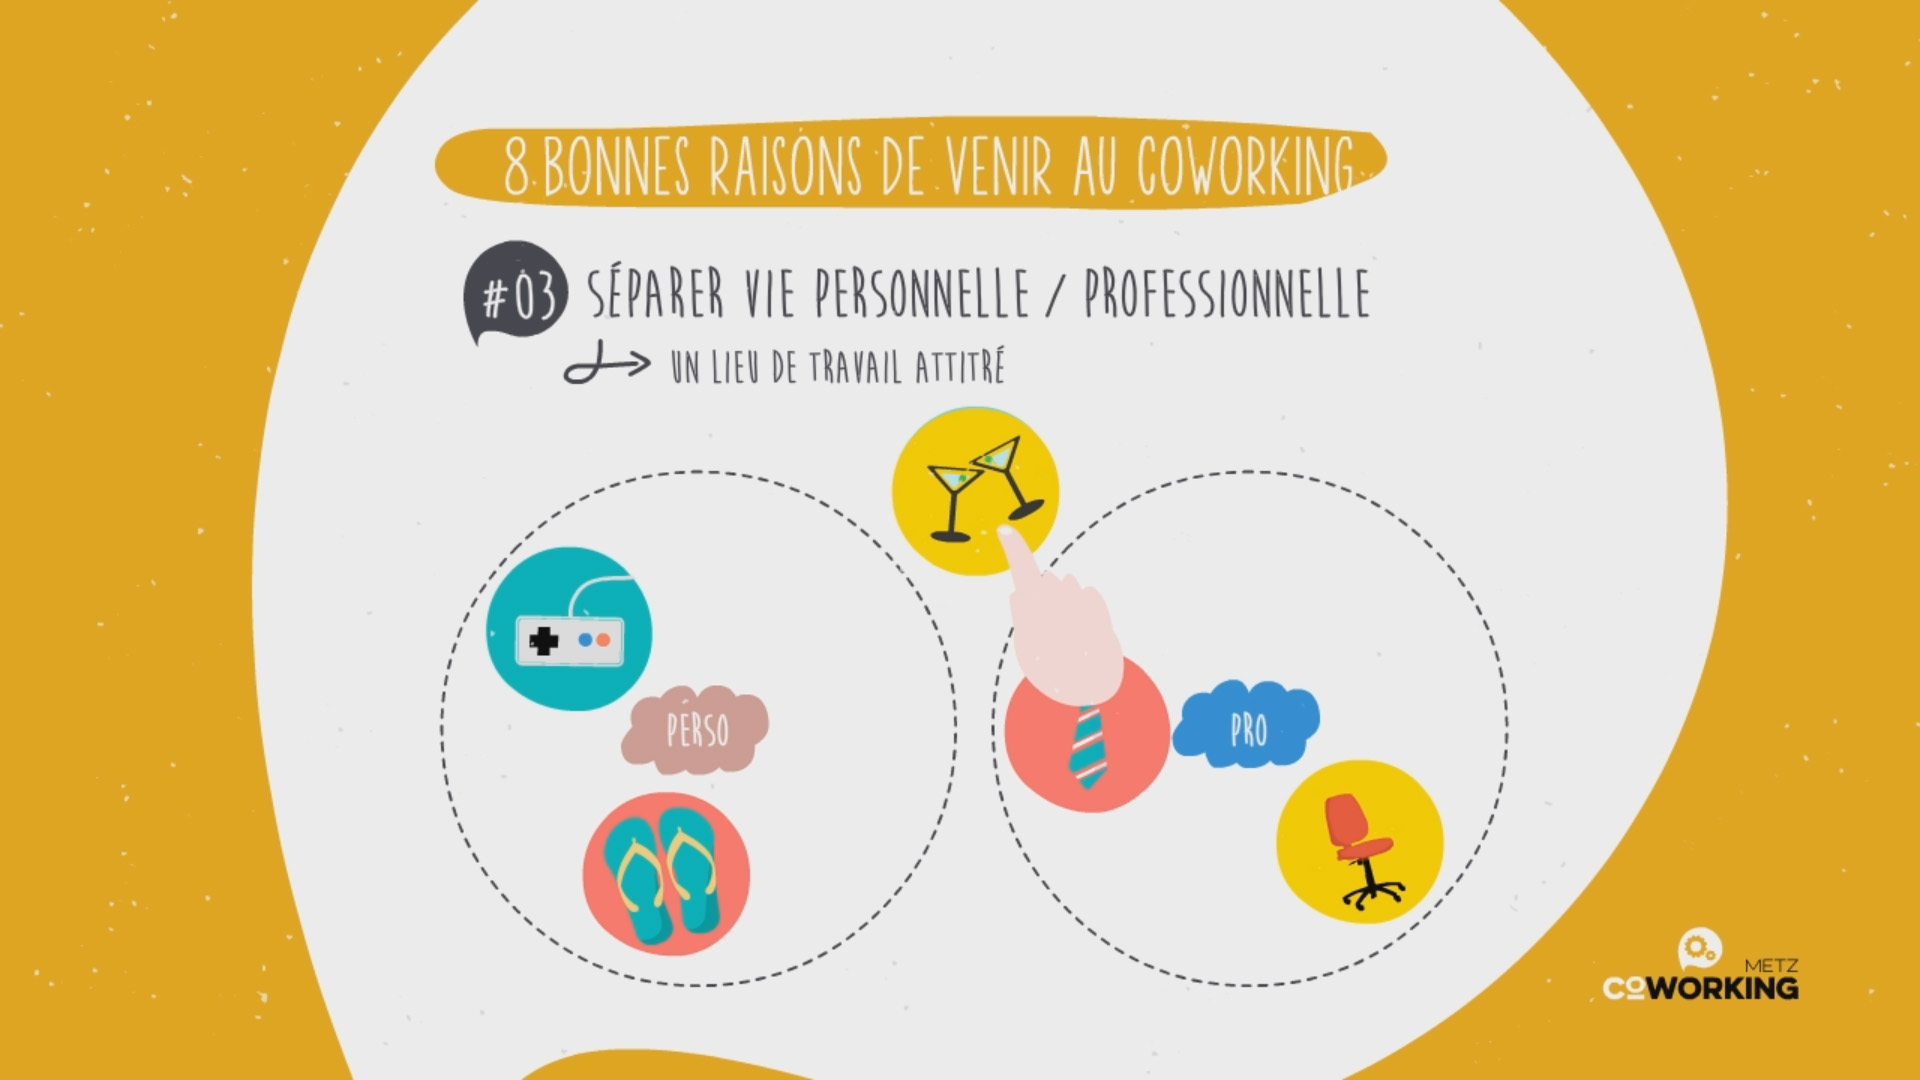 8 BONNES RAISONS DE VENIR AU COWORKING
#03 SÉPARER VIE PERSONNELLE / PROFESSIONNELLE
UN LIEU DE TRAVAIL ATTITRÉ
PERSO
PRO
METZ
COWORKING